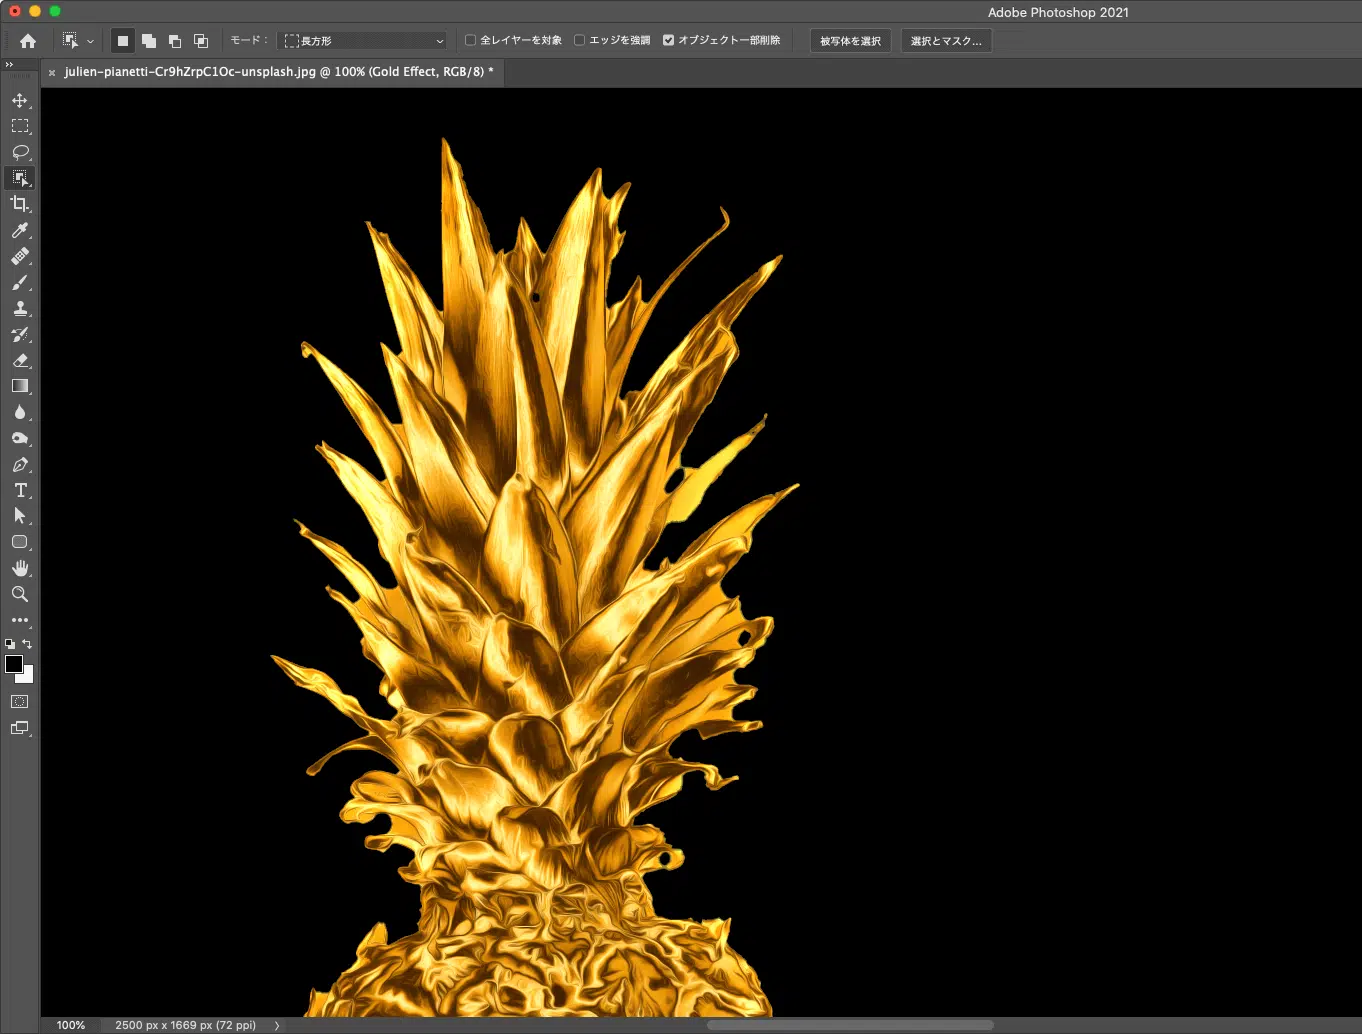 Adobe Photoshop 2021
モード： 長方形 全レイヤーを対象 エッジを強調 オブジェクト一部削除 被写体を選択 選択とマスク...
julien-pianetti-Cr9hZrpC1Oc-unsplash.jpg @ 100% (Gold Effect, RGB/8) *
T
100% 2500 px x 1669 px (72 ppi)